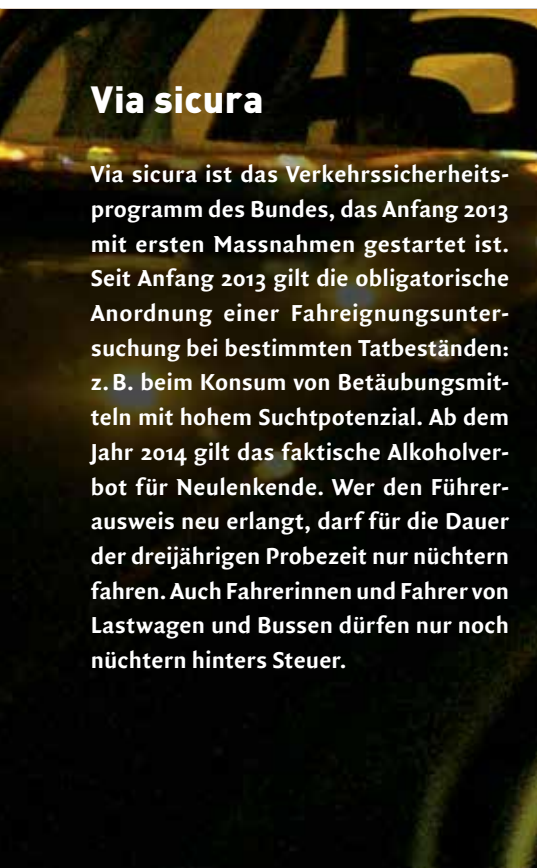 Via sicura
Via sicura ist das Verkehrssicherheits-
programm des Bundes, das Anfang 2013
mit ersten Massnahmen gestartet ist.
Seit Anfang 2013 gilt die obligatorische
Anordnung einer Fahreignungsunter-
suchung bei bestimmten Tatbeständen:
z. B. beim Konsum von Betäubungsmit-
teln mit hohem Suchtpotenzial. Ab dem
Jahr 2014 gilt das faktische Alkoholver-
bot für Neulenkende. Wer den Führer-
ausweis neu erlangt, darf für die Dauer
der dreijährigen Probezeit nur nüchtern
fahren. Auch Fahrerinnen und Fahrer von
Lastwagen und Bussen dürfen nur noch
nüchtern hinters Steuer.